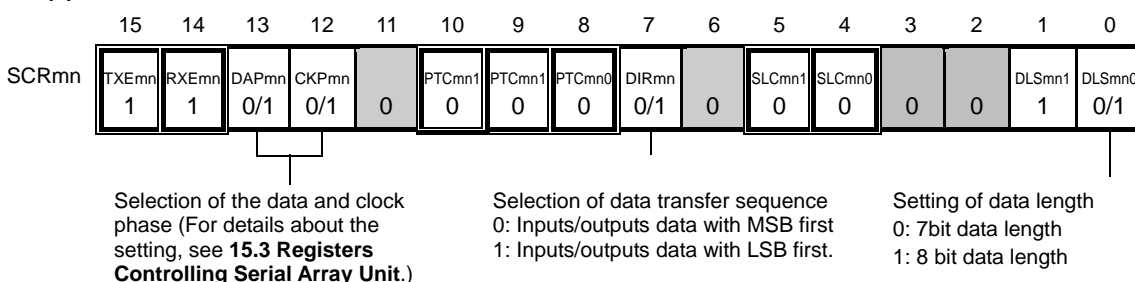 15 14 13 12 11 10 9 8 7 6 5 4 3 2 1 0
SCRmn TXEmn RXEmn DAPmn CKPmn PTCmn1 PTCmn1 PTCmn0 DIRmn SLCmn1 SLCmn0 DLSmn1 DLSmn0
1 1 0/1 0/1 0 0 0 0 0/1 0 0 0 0 0 1 0/1
Selection of the data and clock
phase (For details about the
setting, see 15.3 Registers
Controlling Serial Array Unit.)
Selection of data transfer sequence
0: Inputs/outputs data with MSB first
1: Inputs/outputs data with LSB first.
Setting of data length
0: 7bit data length
1: 8 bit data length